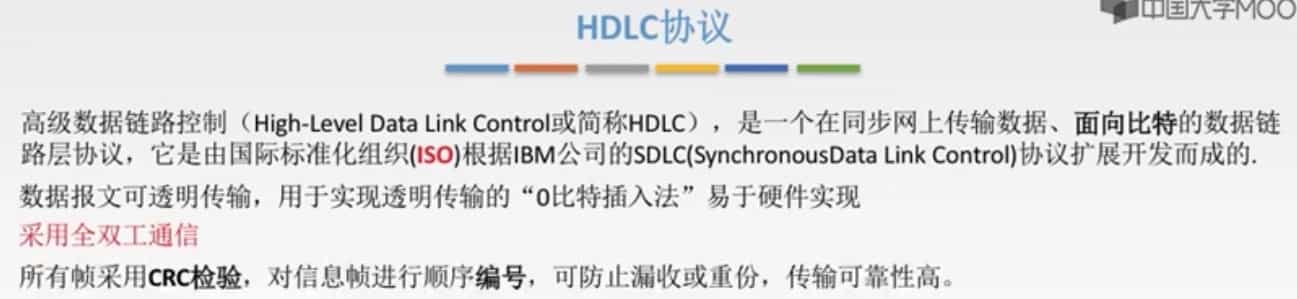 中国大学MOO
HDLC协议
高级数据链路控制（High-Level Data Link Control或简称HDLC），是一个在同步网上传输数据、面向比特的数据链
路层协议，它是由国际标准化组织(ISO)根据IBM公司的SDLC(SynchronousData Link Control)协议扩展开发而成的.
数据报文可透明传输，用于实现透明传输的“0比特插入法”易于硬件实现
采用全双工通信
所有帧采用CRC检验，对信息帧进行顺序编号，可防止漏收或重份，传输可靠性高。